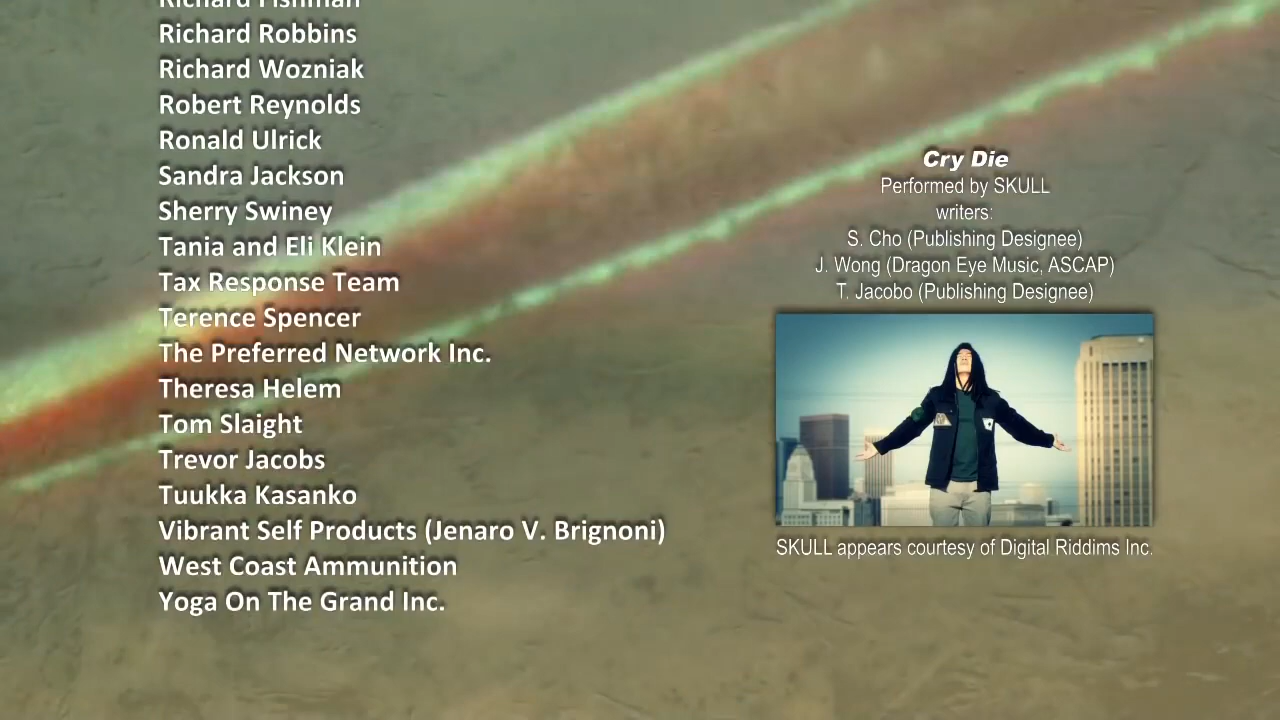 Richard Fishman
Richard Robbins
Richard Wozniak
Robert Reynolds
Ronald Ulrick
Sandra Jackson
Sherry Swiney
Tania and Eli Klein
Tax Response Team
Terence Spencer
The Preferred Network Inc.
Theresa Helem
Tom Slaight
Trevor Jacobs
Tuukka Kasanko
Vibrant Self Products (Jenaro V. Brignoni)
West Coast Ammunition
Yoga On The Grand Inc.
Cry Die
Performed by SKULL
writers:
S. Cho (Publishing Designee)
J. Wong (Dragon Eye Music, ASCAP)
T. Jacobo (Publishing Designee)
SKULL appears courtesy of Digital Riddims Inc.